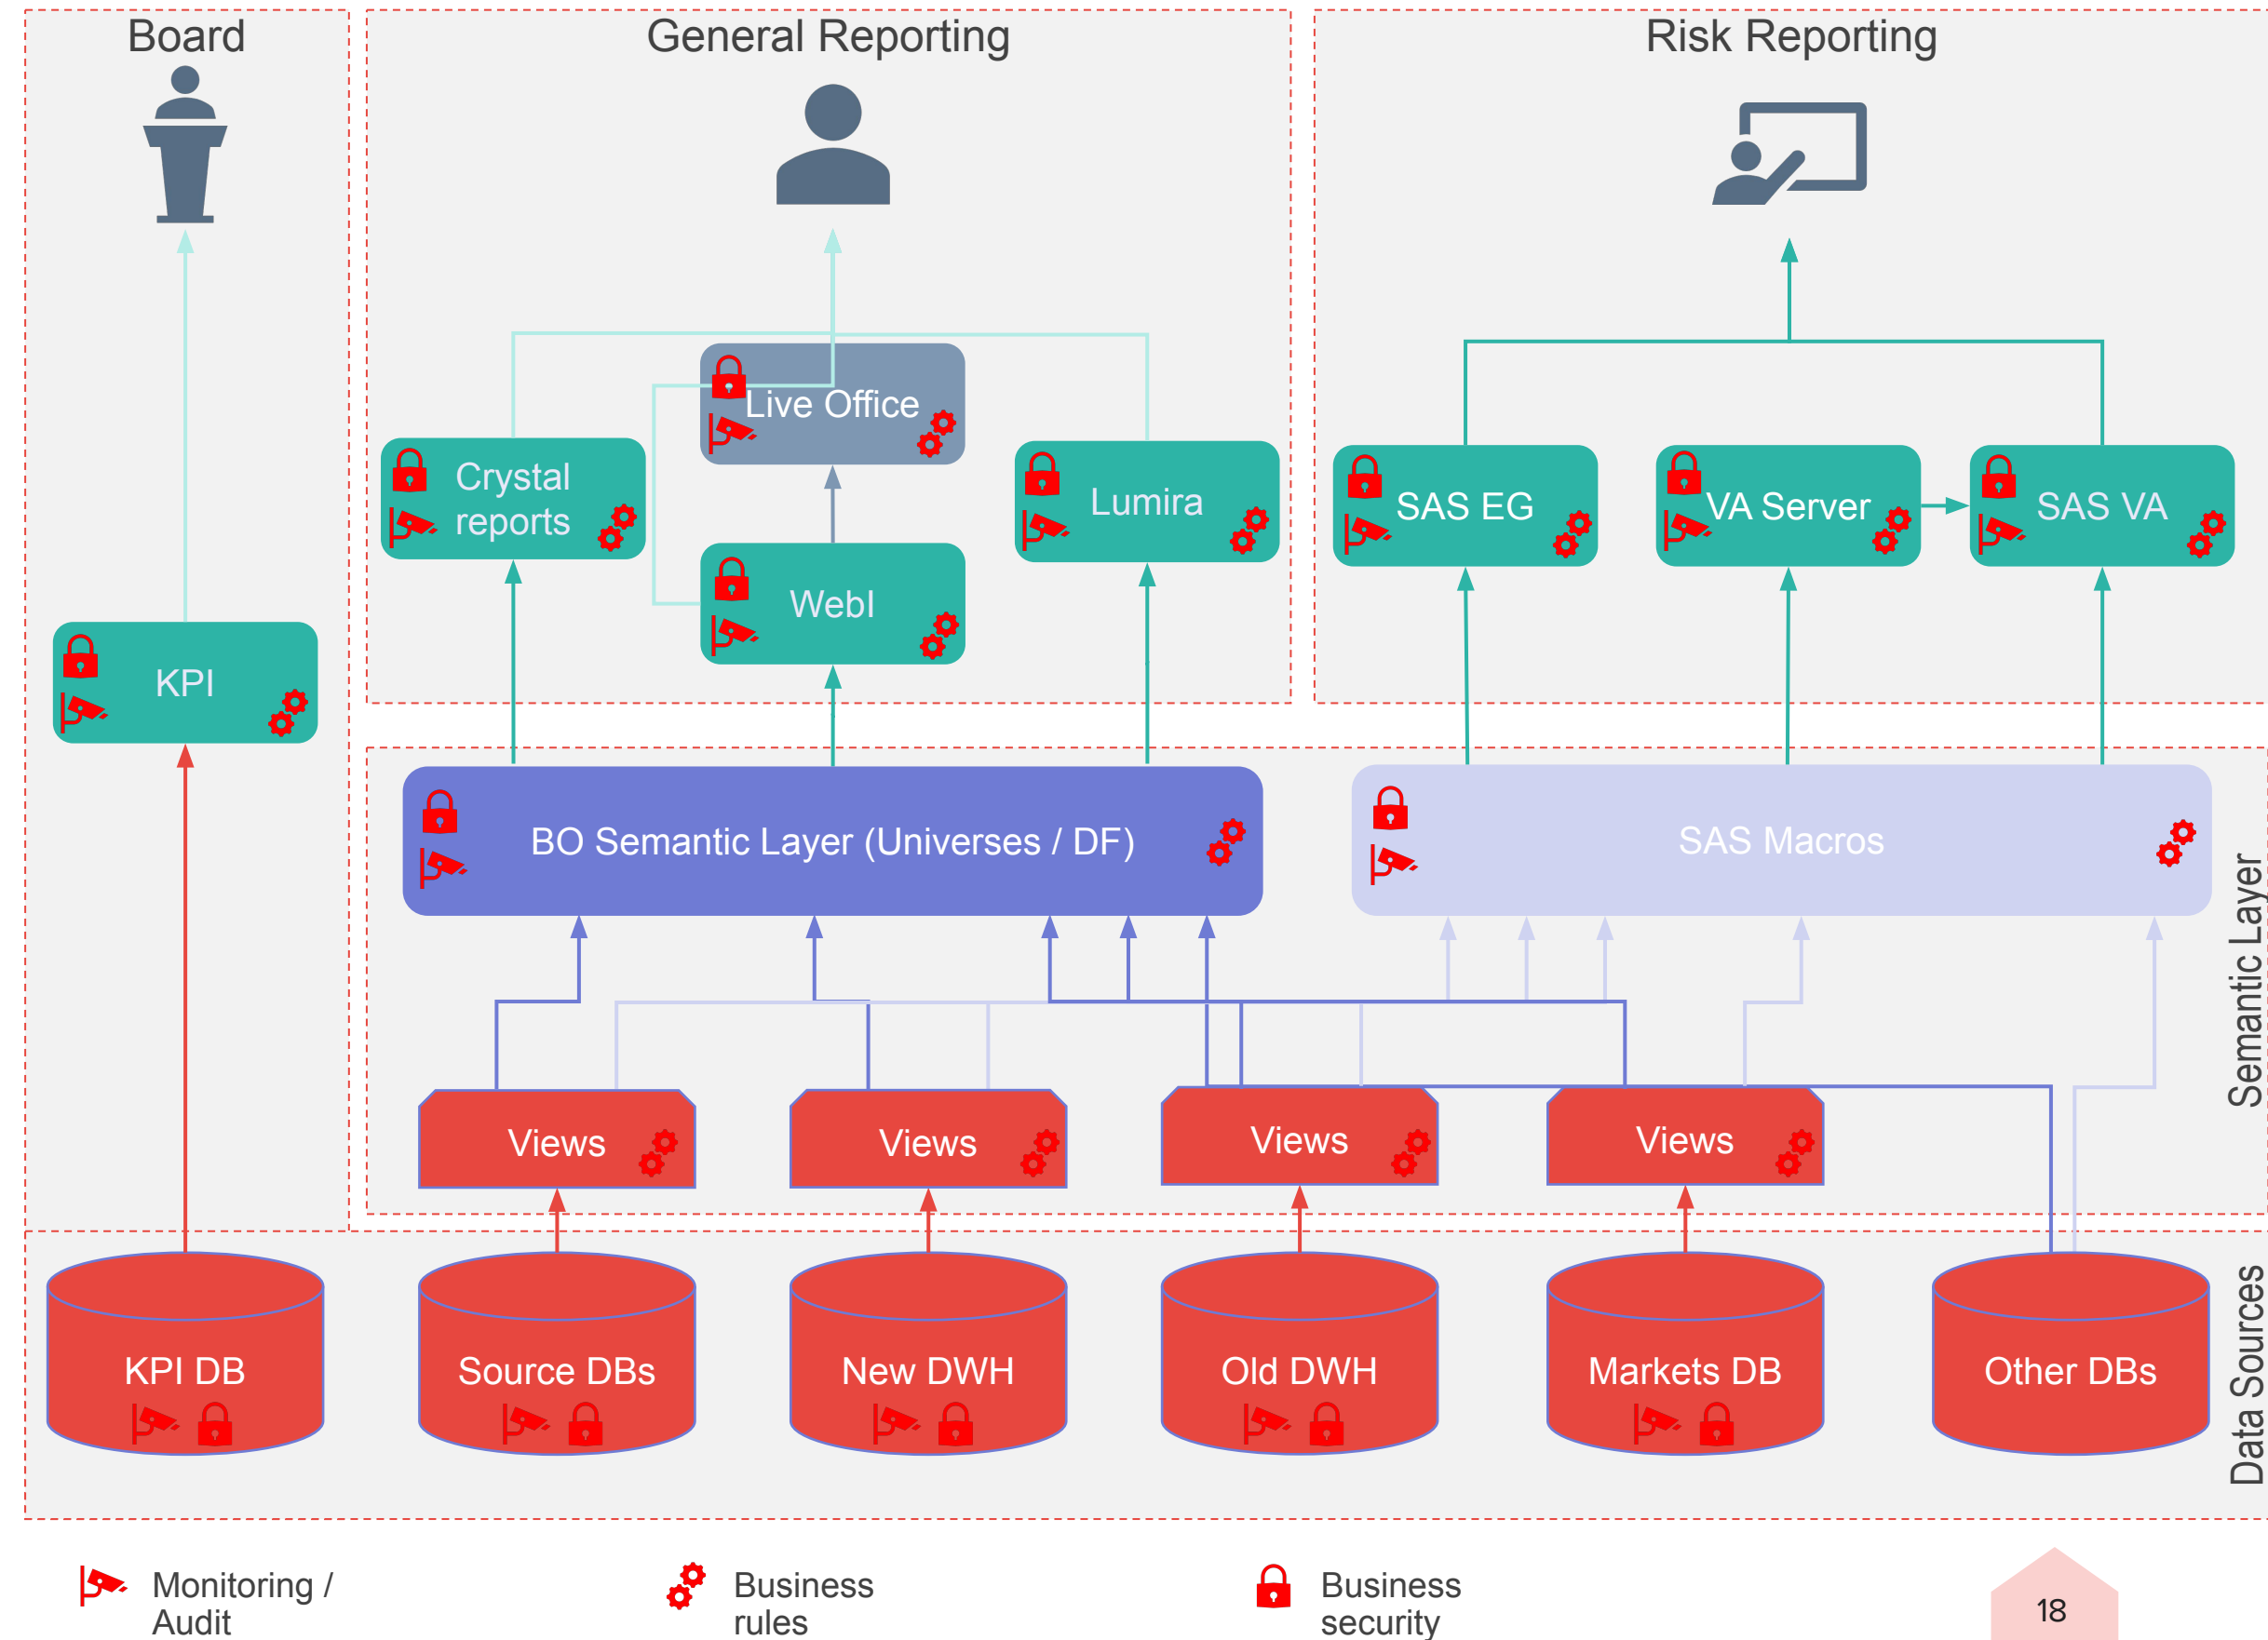 Board
General Reporting
Risk Reporting
Live Office
Crystal
reports
Lumira
SAS EG
VA Server
SAS VA
WebI
KPI
BO Semantic Layer (Universes / DF)
SAS Macros
Semantic Layer
Views
Views
Views
Views
KPI DB
Source DBs
New DWH
Old DWH
Markets DB
Other DBs
Data Sources
Monitoring /
Audit
Business
rules
Business
security
18